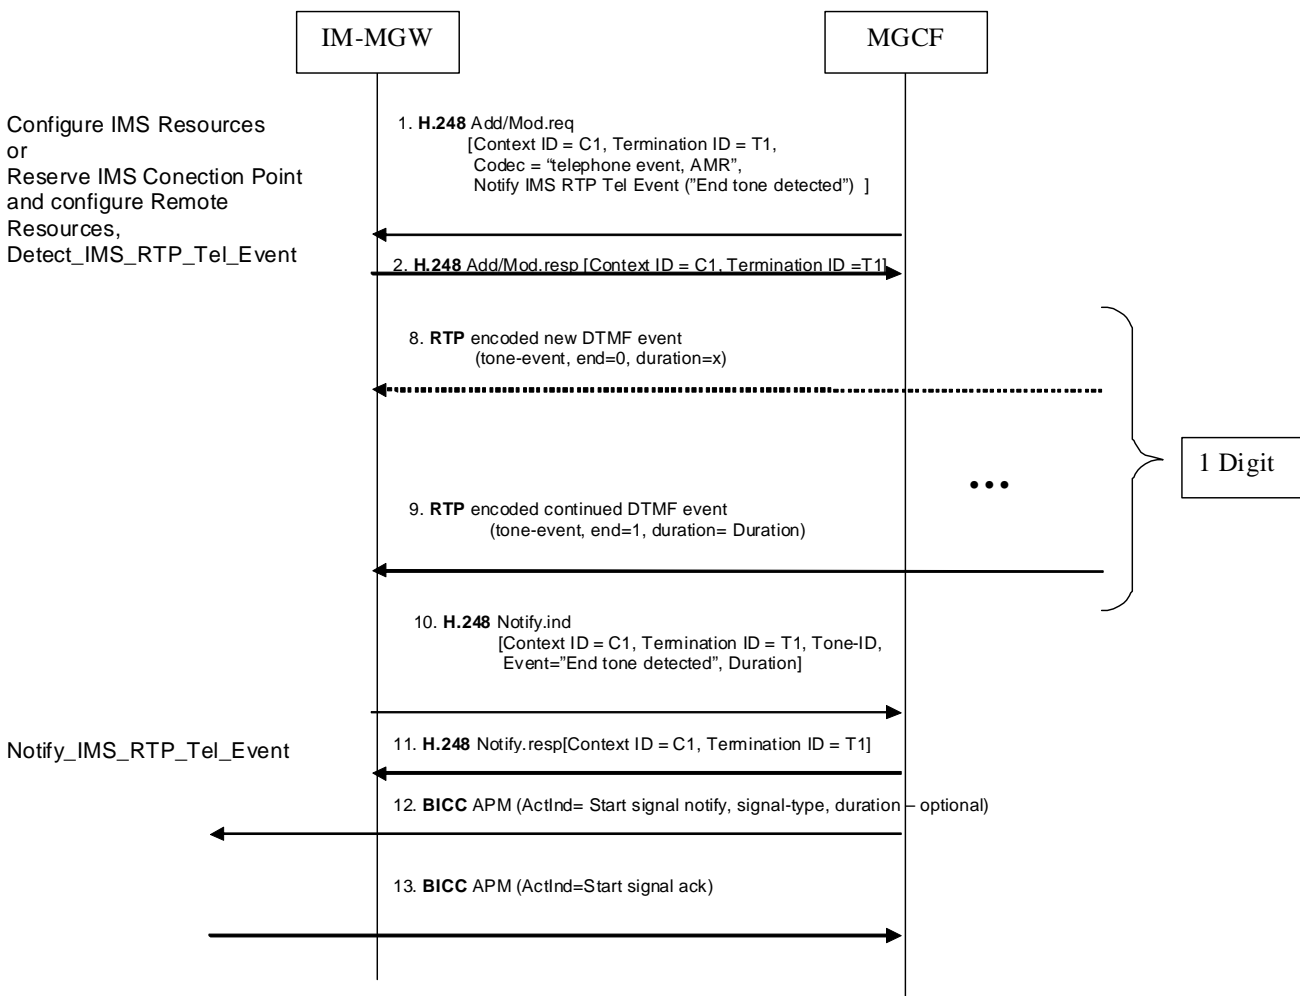 IM-MGW
MGCF
Configure IMS Resources
or
Reserve IMS Conection Point
and configure Remote
Resources,
Detect_IMS_RTP_Tel_Event
1. H.248 Add/Mod.req
[Context ID = C1, Termination ID = T1,
Codec = “telephone event, AMR”,
Notify IMS RTP Tel Event (”End tone detected”) ]
2. H.248 Add/Mod.resp [Context ID = C1, Termination ID =T1]
8. RTP encoded new DTMF event
(tone-event, end=0, duration=x)
1 Digit
...
9. RTP encoded continued DTMF event
(tone-event, end=1, duration= Duration)
10. H.248 Notify.ind
[Context ID = C1, Termination ID = T1, Tone-ID,
Event=”End tone detected”, Duration]
Notify_IMS_RTP_Tel_Event
11. H.248 Notify.resp[Context ID = C1, Termination ID = T1]
12. BICC APM (ActInd= Start signal notify, signal-type, duration – optional)
13. BICC APM (ActInd=Start signal ack)